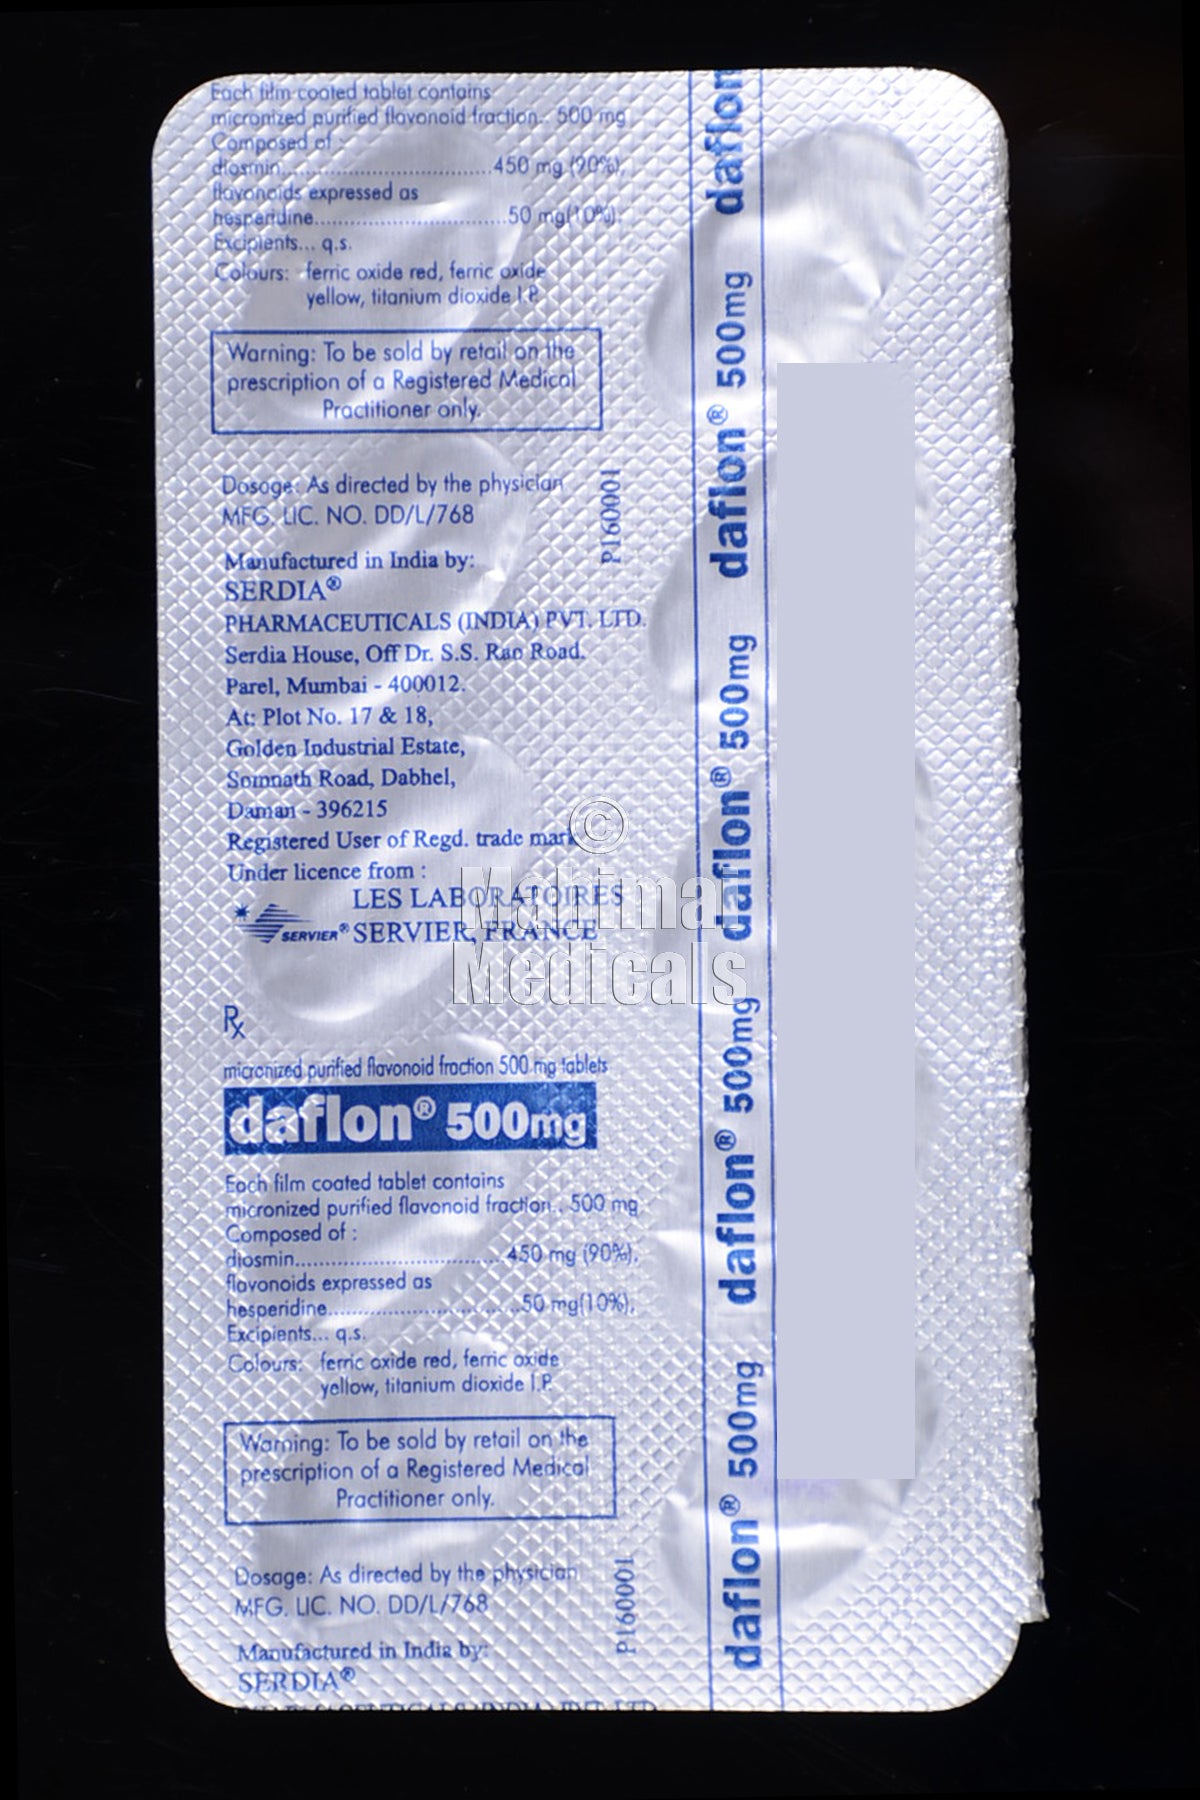 Each film coated tablet contains
micronized purified flavonoid fraction.. 500 mg
Composed of :
diosmin.................................450 mg (90%),
flavonoids expressed as
hesperidine..............................50 mg(10%),
Excipients... q.s.
Colours: ferric oxide red, ferric oxide
yellow, titanium dioxide I.P.
Warning: To be sold by retail on the
prescription of a Registered Medical
Practitioner only.
Dosage: As directed by the physician
MFG. LIC. NO. DD/L/768
P160001
Manufactured in India by:
SERDIA®
PHARMACEUTICALS (INDIA) PVT. LTD.
Serdia House, Off Dr. S.S. Rao Road.
Parel, Mumbai - 400012.
At: Plot No. 17 & 18,
Golden Industrial Estate,
Somnath Road, Dabhel,
Daman - 396215
Registered User of Regd. trade mark
Under licence from :
LES LABORATOIRES
SERVIER® SERVIER, FRANCE
Rx
micronized purified flavonoid fraction 500 mg tablets
daflon® 500mg
Each film coated tablet contains
micronized purified flavonoid fraction.. 500 mg
Composed of :
diosmin.................................450 mg (90%),
flavonoids expressed as
hesperidine..............................50 mg(10%),
Excipients... q.s.
Colours: ferric oxide red, ferric oxide
yellow, titanium dioxide I.P.
Warning: To be sold by retail on the
prescription of a Registered Medical
Practitioner only.
Dosage: As directed by the physician
MFG. LIC. NO. DD/L/768
P160001
Manufactured in India by:
SERDIA®
PHARMACEUTICALS (INDIA) PVT. LTD.
daflon® 500mg daflon® 500mg daflon® 500mg daflon® 500mg daflon
©
Mahimai
Medicals